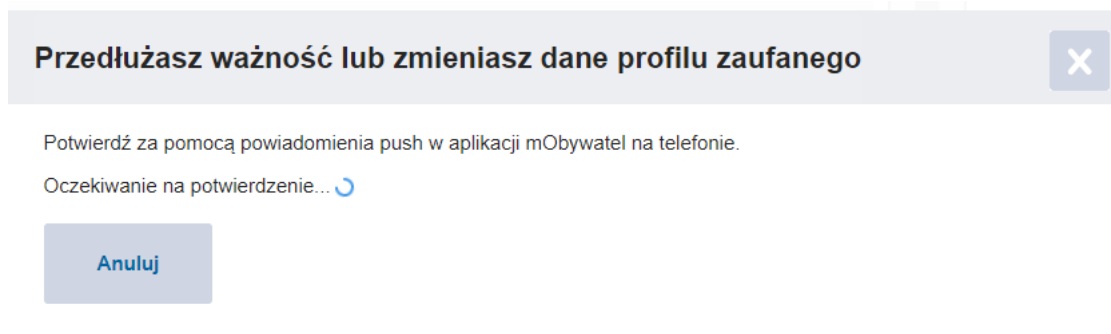 Przedłużasz ważność lub zmieniasz dane profilu zaufanego
Potwierdź za pomocą powiadomienia push w aplikacji mObywatel na telefonie.
Oczekiwanie na potwierdzenie...
Anuluj